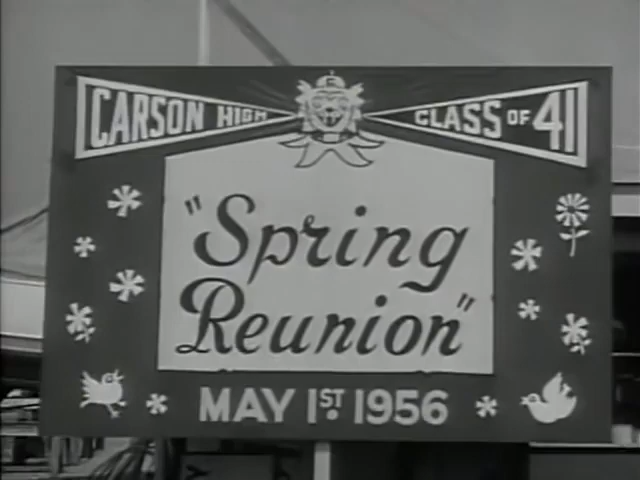 CARSON HIGH
CLASS OF 41
"Spring
Reunion"
MAY 1ST 1956